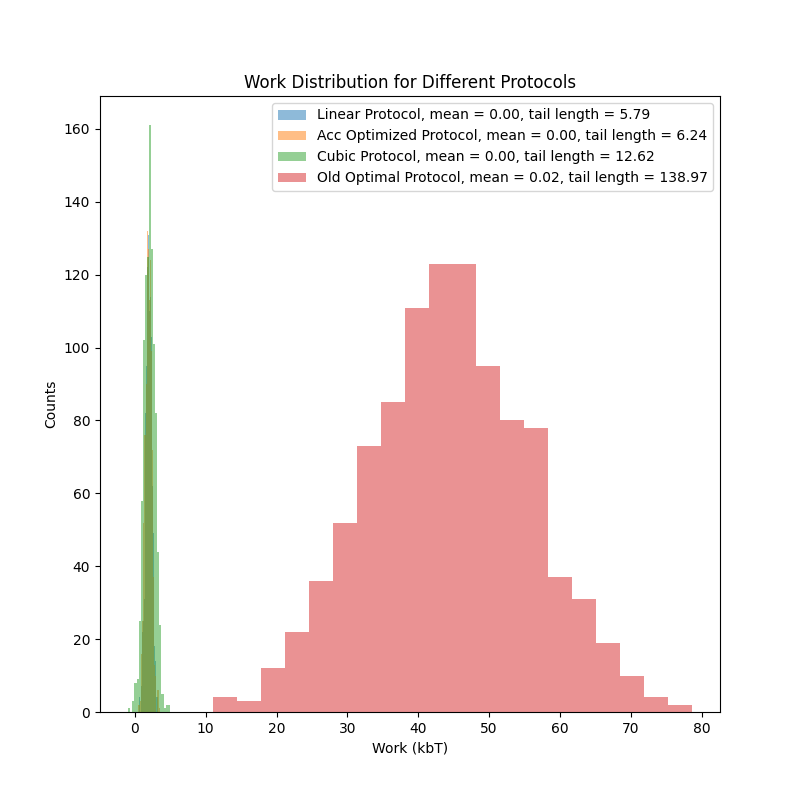 Work Distribution for Different Protocols
Linear Protocol, mean = 0.00, tail length = 5.79
Acc Optimized Protocol, mean = 0.00, tail length = 6.24
Cubic Protocol, mean = 0.00, tail length = 12.62
Old Optimal Protocol, mean = 0.02, tail length = 138.97
160
140
120
100
80
60
40
20
0
Counts
0 10 20 30 40 50 60 70 80
Work (kbT)